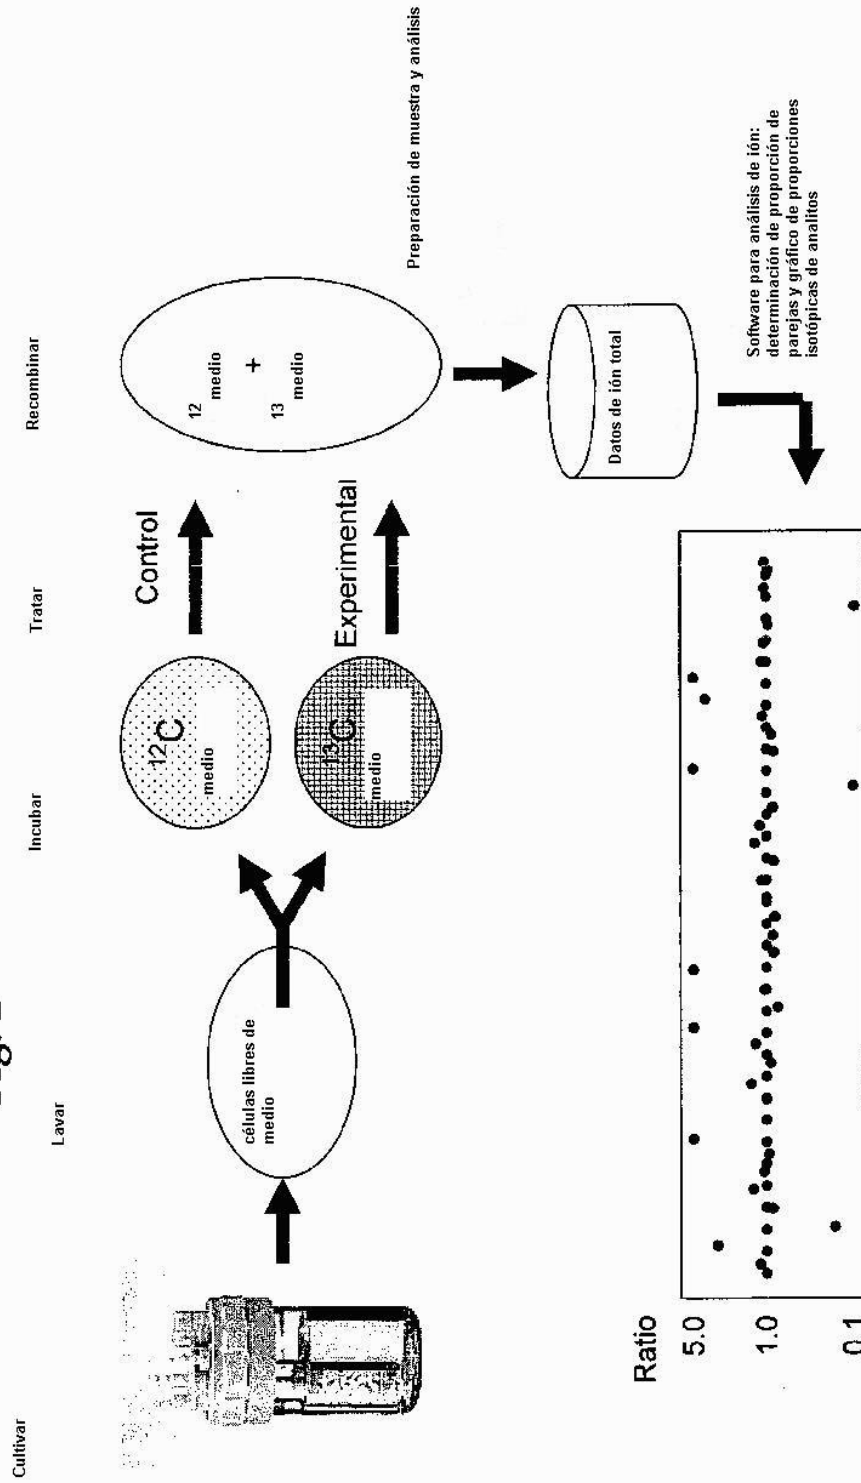 Cultivar
Lavar
Incubar
Tratar
Recombinar
células libres de
medio
12C
medio
13C
medio
Control
Experimental
12 medio
+
13 medio
Preparación de muestra y análisis
Datos de ión total
Software para análisis de ión:
determinación de proporción de
parejas y gráfico de proporciones
isotópicas de analitos
Ratio
5.0
1.0
0.1